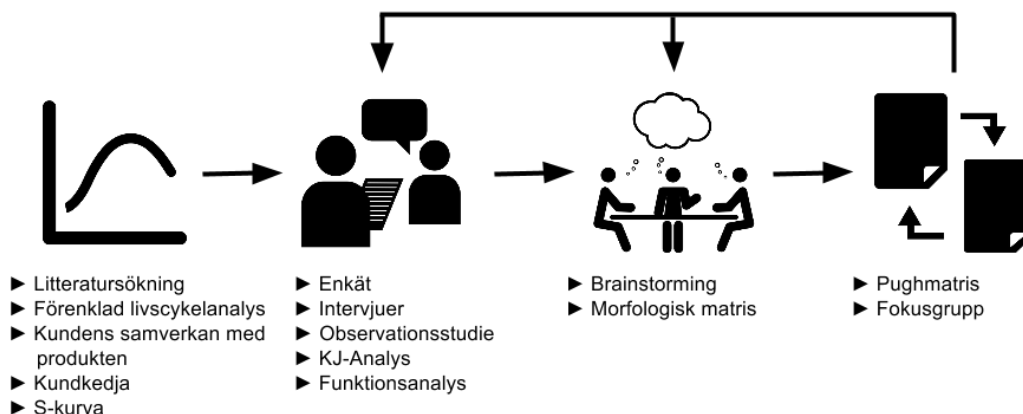 ► Litteratursökning
► Förenklad livscykelanalys
► Kundens samverkan med
produkten
► Kundkedja
► S-kurva
► Enkät
► Intervjuer
► Observationsstudie
► KJ-Analys
► Funktionsanalys
► Brainstorming
► Morfologisk matris
► Pughmatris
► Fokusgrupp